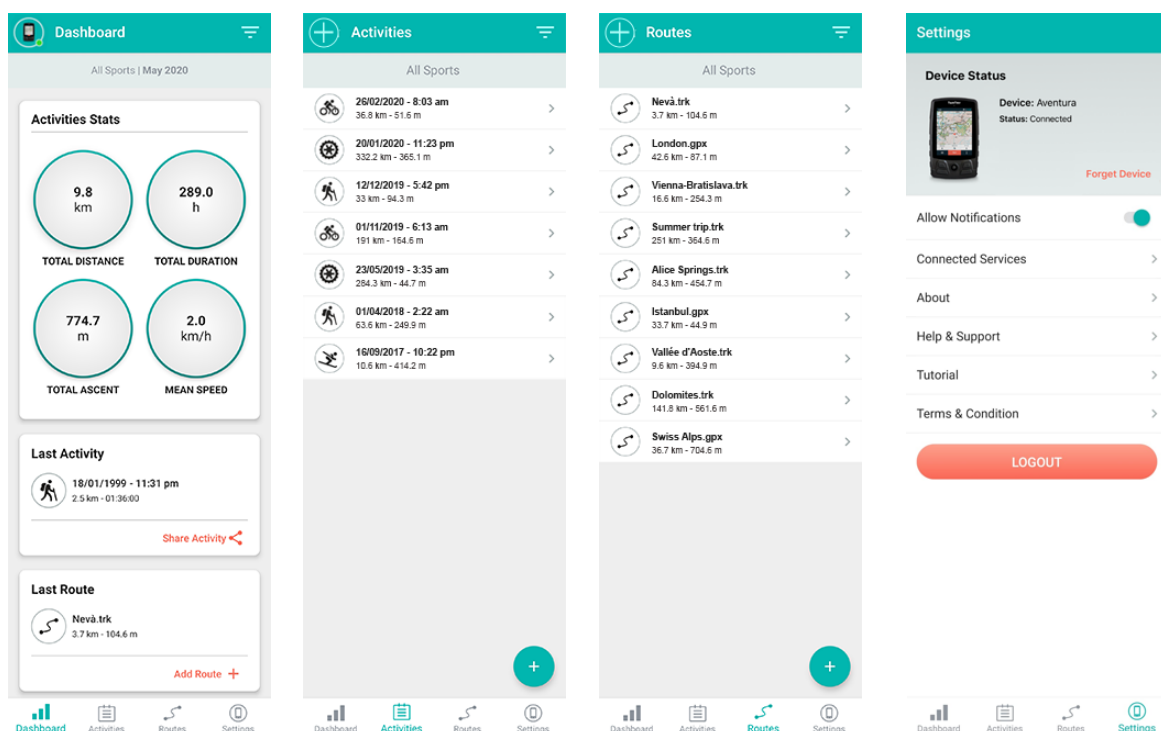 Dashboard
All Sports | May 2020
Activities Stats
9.8
km
TOTAL DISTANCE
289.0
h
TOTAL DURATION
774.7
m
TOTAL ASCENT
2.0
km/h
MEAN SPEED
Last Activity
18/01/1999 - 11:31 pm
2.5 km - 01:36:00
Share Activity
Last Route
Nevà.trk
3.7 km - 104.6 m
Add Route
Dashboard
Activities
Routes
Settings
Activities
All Sports
26/02/2020 - 8:03 am
36.8 km - 51.6 m
20/01/2020 - 11:23 pm
332.2 km - 365.1 m
12/12/2019 - 5:42 pm
33 km - 94.3 m
01/11/2019 - 6:13 am
191 km - 164.6 m
23/05/2019 - 3:35 am
284.3 km - 44.7 m
01/04/2018 - 2:22 am
63.6 km - 249.9 m
16/09/2017 - 10:22 pm
10.6 km - 414.2 m
Dashboard
Activities
Routes
Settings
Routes
All Sports
Nevà.trk
3.7 km - 104.6 m
London.gpx
42.6 km - 87.1 m
Vienna-Bratislava.trk
16.6 km - 254.3 m
Summer trip.trk
251 km - 364.6 m
Alice Springs.trk
84.3 km - 454.7 m
Istanbul.gpx
33.7 km - 44.9 m
Vallée d'Aoste.trk
9.6 km - 394.9 m
Dolomites.trk
141.8 km - 561.6 m
Swiss Alps.gpx
36.7 km - 704.6 m
Dashboard
Activities
Routes
Settings
Settings
Device Status
Device: Aventura
Status: Connected
Forget Device
Allow Notifications
Connected Services
About
Help & Support
Tutorial
Terms & Condition
LOGOUT
Dashboard
Activities
Routes
Settings